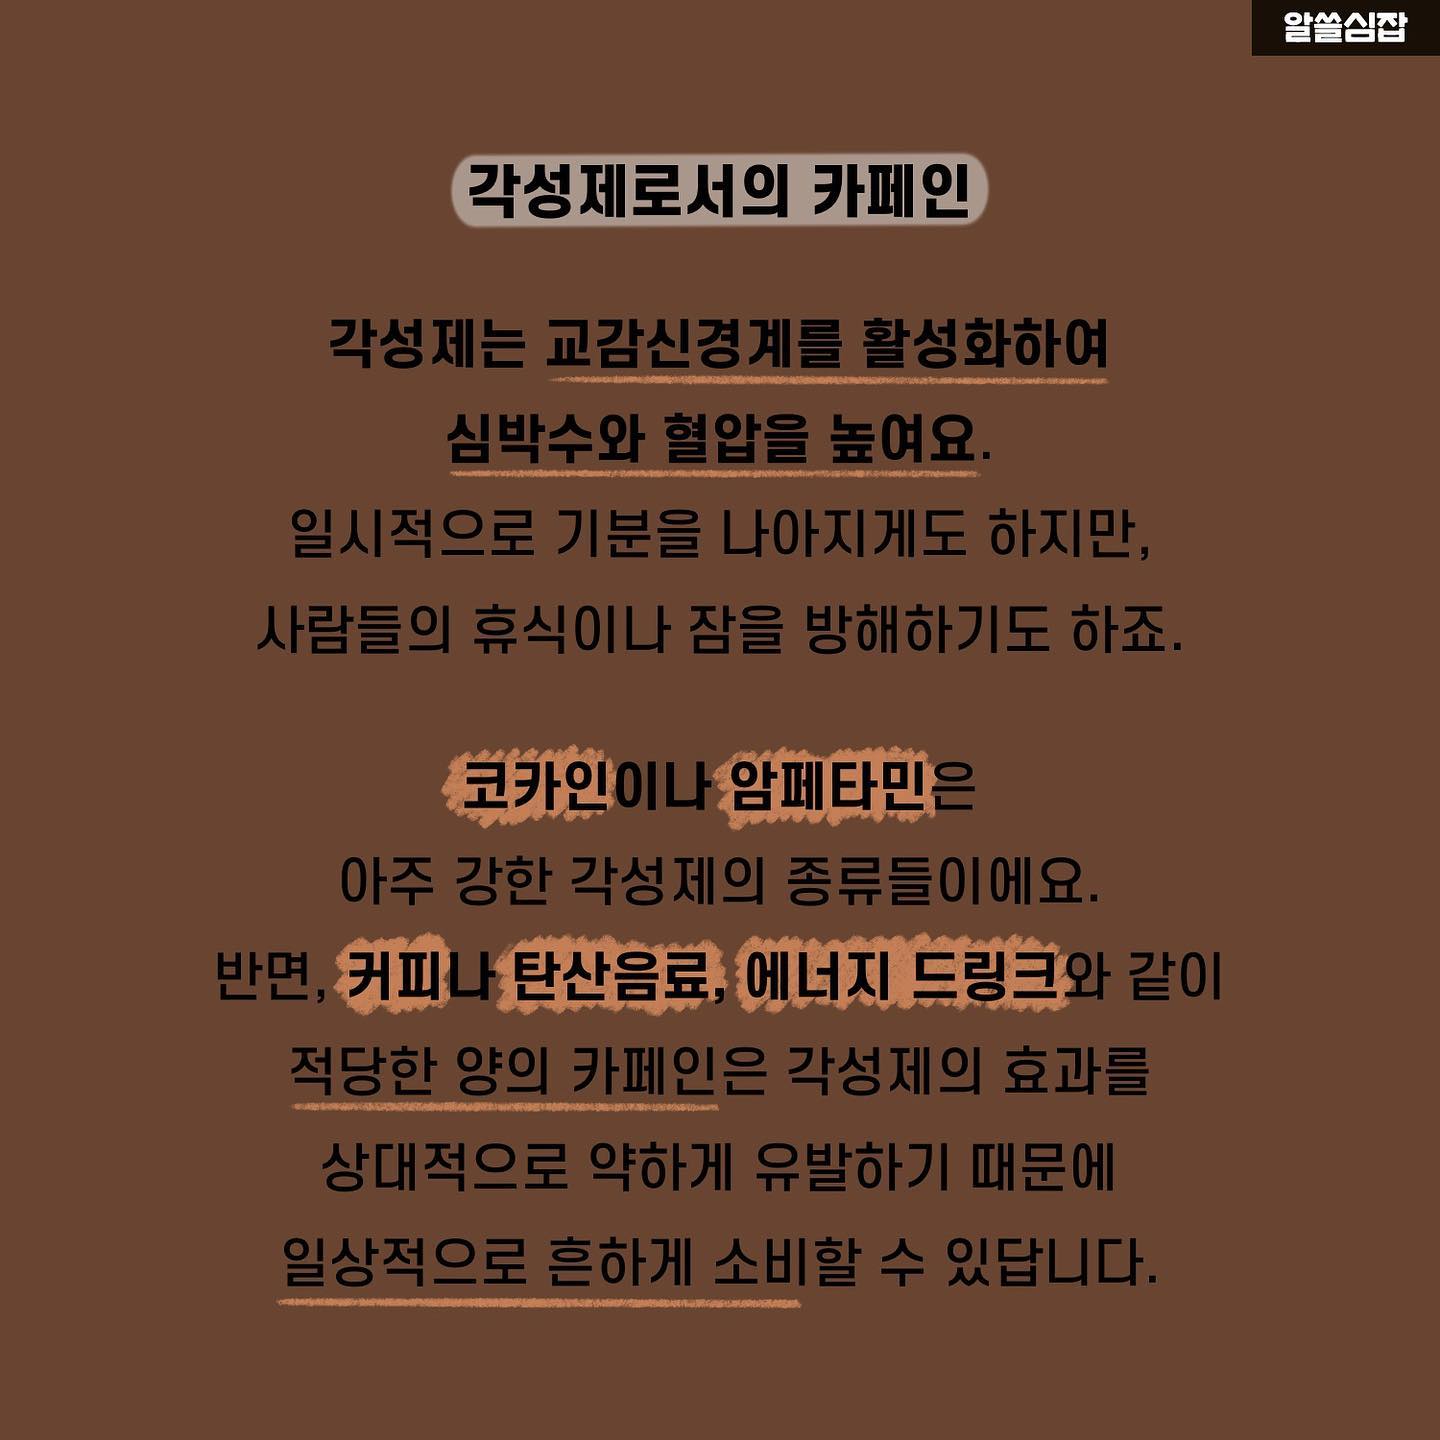 알쓸심잡
각성제로서의 카페인
각성제는 교감신경계를 활성화하여
심박수와 혈압을 높여요.
일시적으로 기분을 나아지게도 하지만,
사람들의 휴식이나 잠을 방해하기도 하죠.
코카인이나 암페타민은
아주 강한 각성제의 종류들이에요.
반면, 커피나 탄산음료, 에너지 드링크와 같이
적당한 양의 카페인은 각성제의 효과를
상대적으로 약하게 유발하기 때문에
일상적으로 흔하게 소비할 수 있답니다.